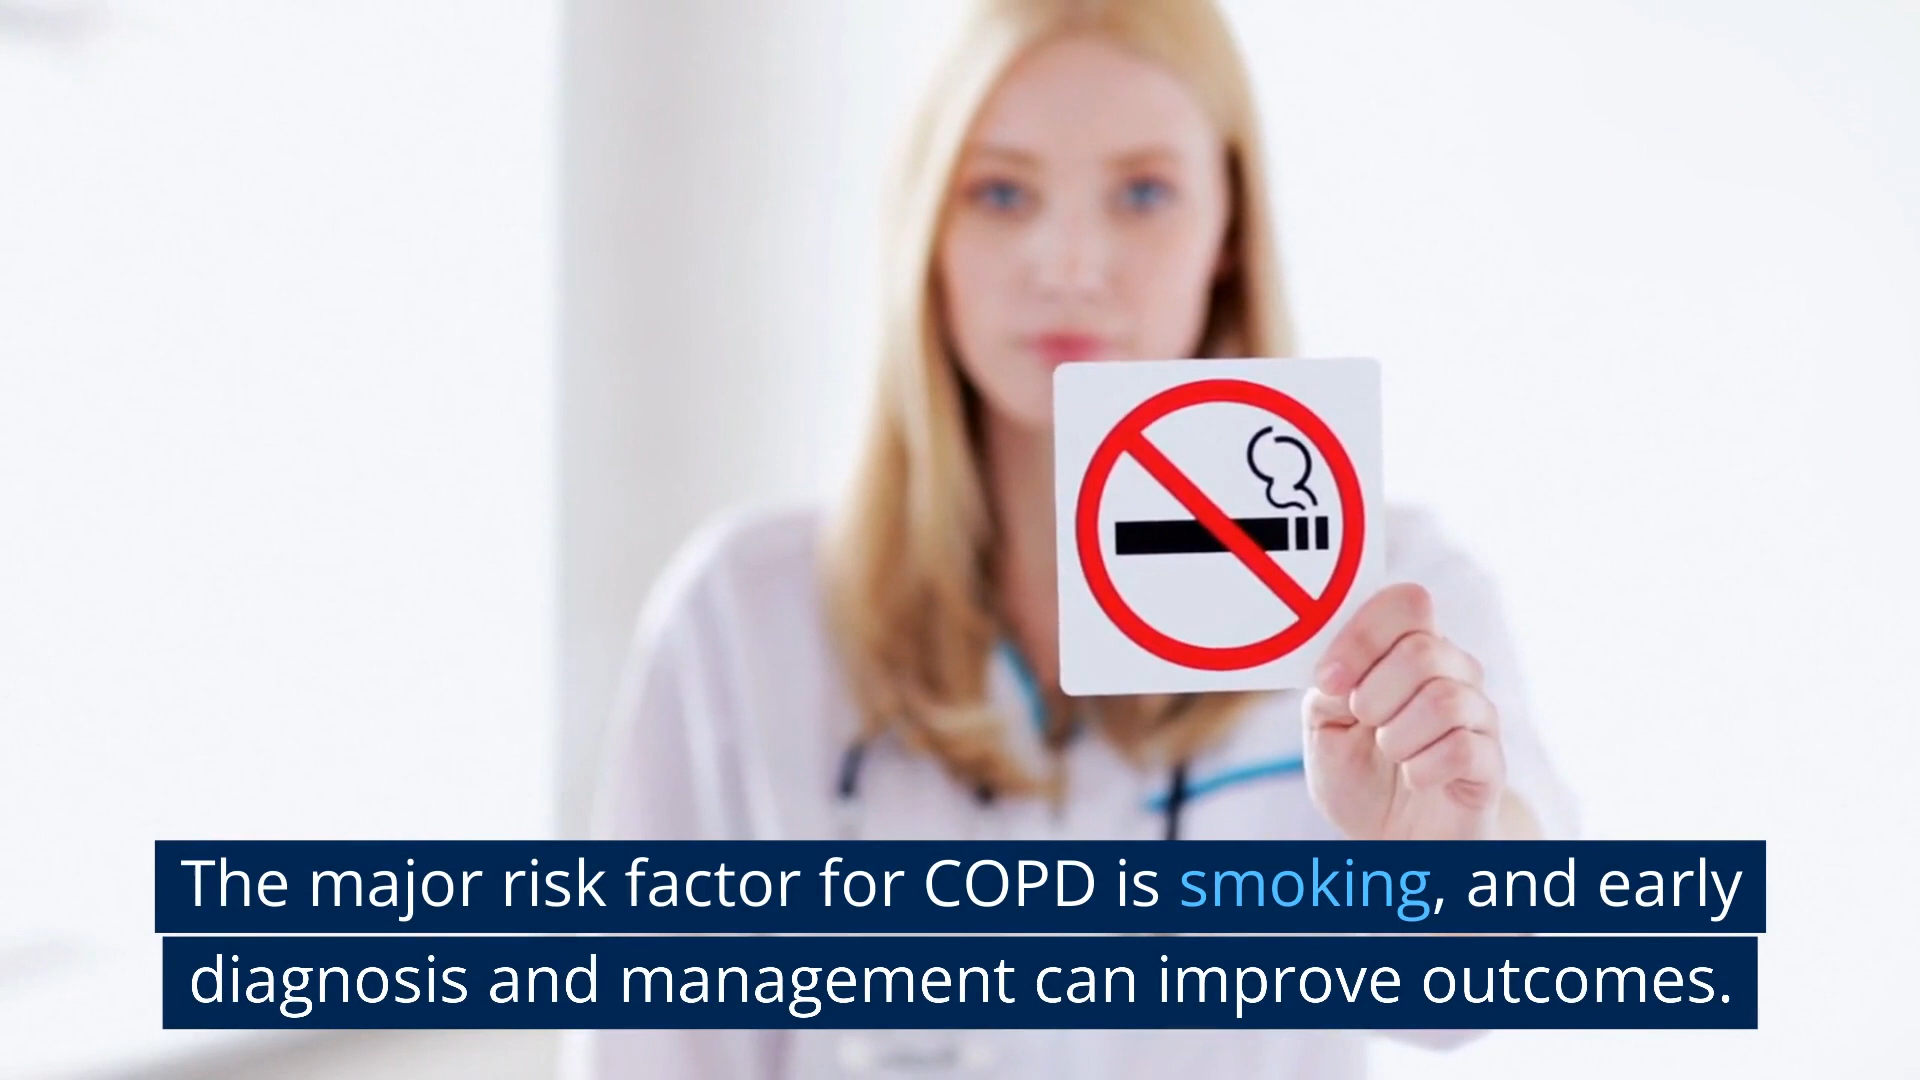 The major risk factor for COPD is smoking, and early
diagnosis and management can improve outcomes.